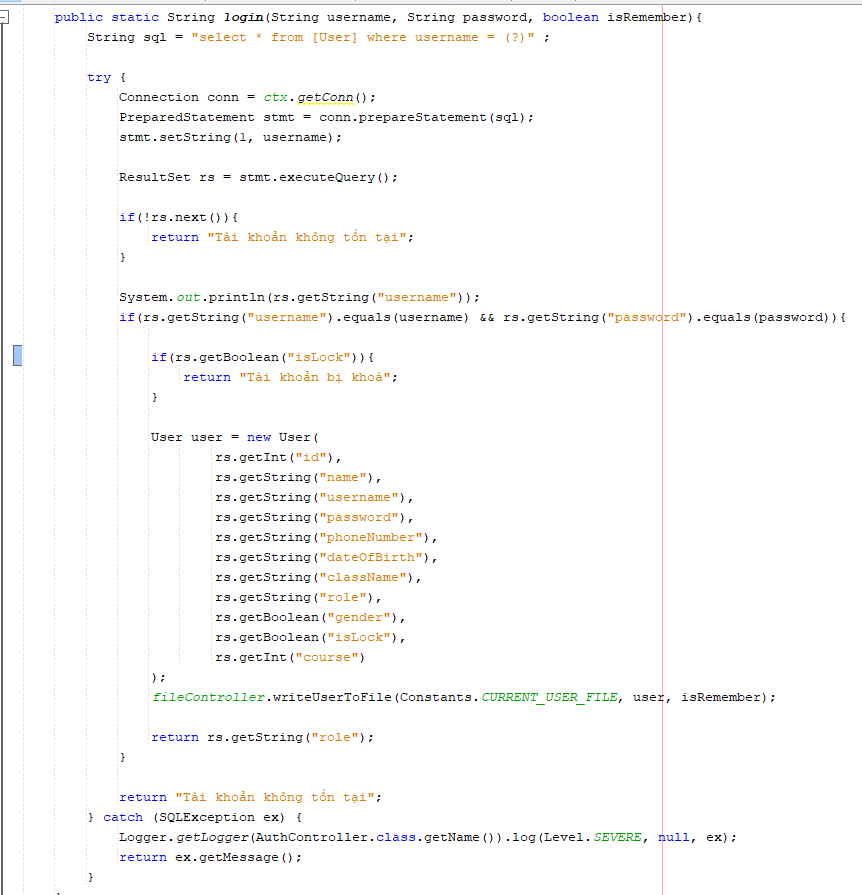 public static String login(String username, String password, boolean isRemember){
String sql = "select * from [User] where username = (?)" ;
try {
Connection conn = ctx.getConn();
PreparedStatement stmt = conn.prepareStatement(sql);
stmt.setString(1, username);
ResultSet rs = stmt.executeQuery();
if(!rs.next()){
return "Tài khoản không tồn tại";
}
System.out.println(rs.getString("username"));
if(rs.getString("username").equals(username) && rs.getString("password").equals(password)){
if(rs.getBoolean("isLock")){
return "Tài khoản bị khoá";
}
User user = new User(
rs.getInt("id"),
rs.getString("name"),
rs.getString("username"),
rs.getString("password"),
rs.getString("phoneNumber"),
rs.getString("dateOfBirth"),
rs.getString("className"),
rs.getString("role"),
rs.getBoolean("gender"),
rs.getBoolean("isLock"),
rs.getInt("course")
);
fileController.writeUserToFile(Constants.CURRENT_USER_FILE, user, isRemember);
return rs.getString("role");
}
return "Tài khoản không tồn tại";
} catch (SQLException ex) {
Logger.getLogger(AuthController.class.getName()).log(Level.SEVERE, null, ex);
return ex.getMessage();
}